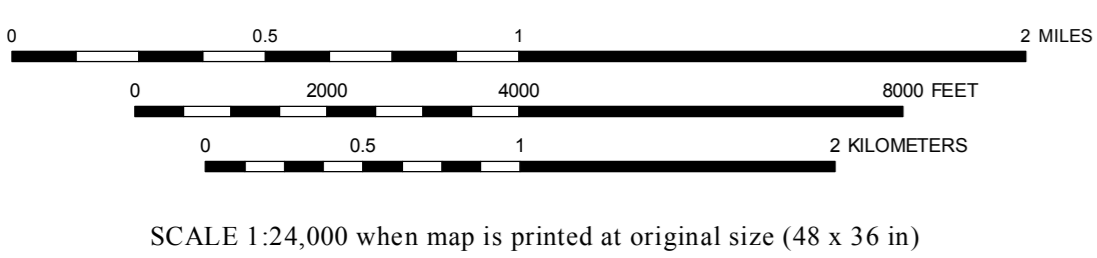 0 0.5 1 2 MILES
0 2000 4000 8000 FEET
0 0.5 1 2 KILOMETERS
SCALE 1:24,000 when map is printed at original size (48 x 36 in)